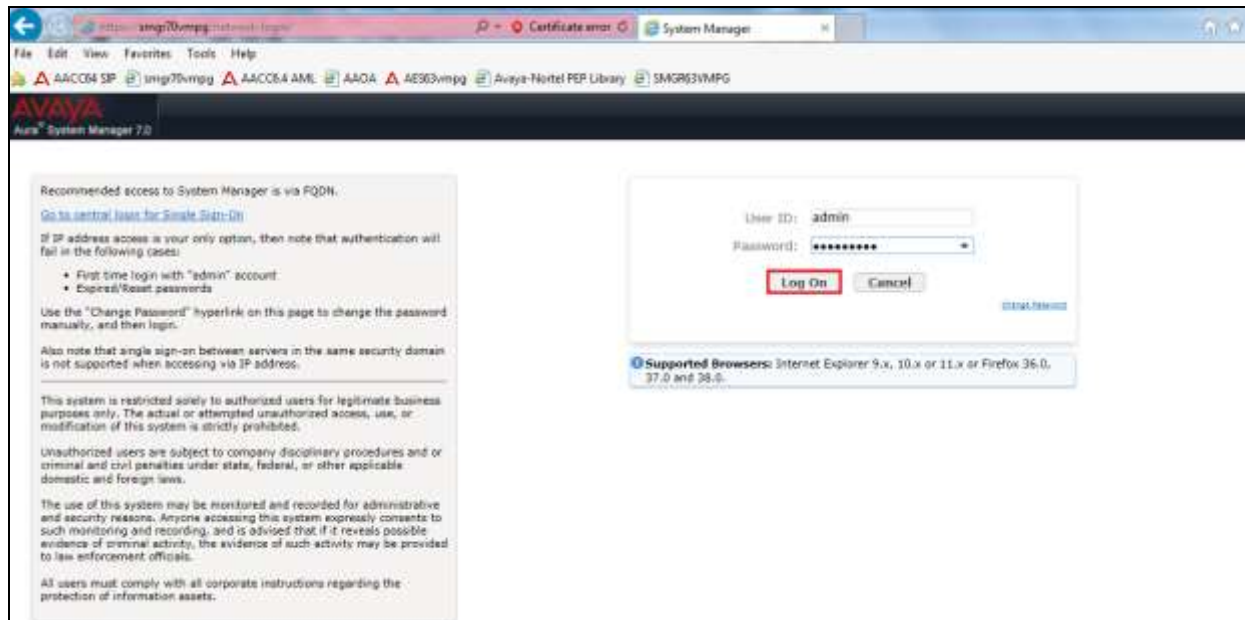 https://smgr70vmpg/network-login/
Certificate error
System Manager
File Edit View Favorites Tools Help
AACC64 SIP smgr70vmpg AACC6.4 AML AAOA AES63vmpg Avaya-Nortel PEP Library SMGR63VMPG
AVAYA
Aura® System Manager 7.0
Recommended access to System Manager is via FQDN.
Go to central login for Single Sign-On
If IP address access is your only option, then note that authentication will
fail in the following cases:
• First time login with "admin" account
• Expired/Reset passwords
Use the "Change Password" hyperlink on this page to change the password
manually, and then login.
Also note that single sign-on between servers in the same security domain
is not supported when accessing via IP address.
This system is restricted solely to authorized users for legitimate business
purposes only. The actual or attempted unauthorized access, use, or
modification of this system is strictly prohibited.
Unauthorized users are subject to company disciplinary procedures and or
criminal and civil penalties under state, federal, or other applicable
domestic and foreign laws.
The use of this system may be monitored and recorded for administrative
and security reasons. Anyone accessing this system expressly consents to
such monitoring and recording, and is advised that if it reveals possible
evidence of criminal activity, the evidence of such activity may be provided
to law enforcement officials.
All users must comply with all corporate instructions regarding the
protection of information assets.
User ID: admin
Password: •••••••••
Log On Cancel
Change Password
Supported Browsers: Internet Explorer 9.x, 10.x or 11.x or Firefox 36.0,
37.0 and 38.0.